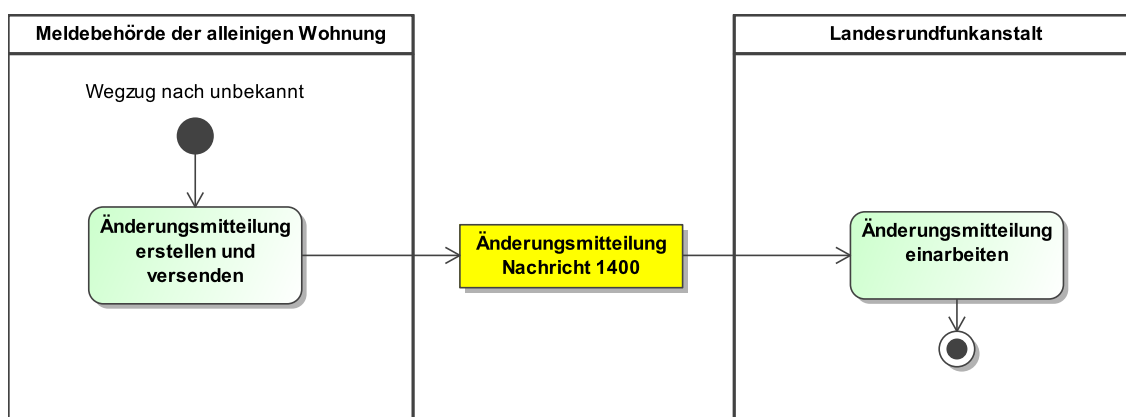 Meldebehörde der alleinigen Wohnung
Landesrundfunkanstalt
Wegzug nach unbekannt
Änderungsmitteilung
erstellen und
versenden
Änderungsmitteilung
Nachricht 1400
Änderungsmitteilung
einarbeiten